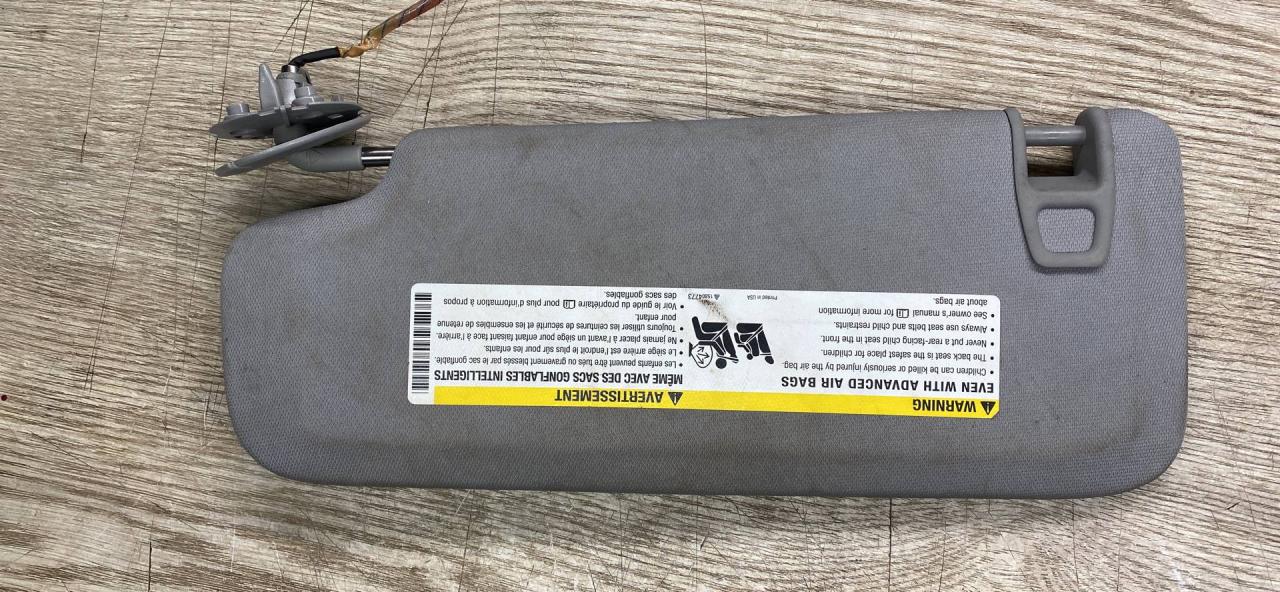 WARNING
EVEN WITH ADVANCED AIR BAGS
• Children can be killed or seriously injured by the air bag.
• The back seat is the safest place for children.
• Never put a rear-facing child seat in the front.
• Always use seat belts and child restraints.
• See owner's manual for more information
about air bags.
AVERTISSEMENT
MÊME AVEC DES SACS GONFLABLES INTELLIGENTS
• Les enfants peuvent être tués ou gravement blessés par le sac gonflable.
• Le siège arrière est l'endroit le plus sûr pour les enfants.
• Ne jamais placer à l'avant un siège pour enfant faisant face à l'arrière.
• Toujours utiliser les ceintures de sécurité et les ensembles de retenue
pour enfant.
• Voir le guide du propriétaire pour plus d'information à propos
des sacs gonflables.
Printed in USA
15804773